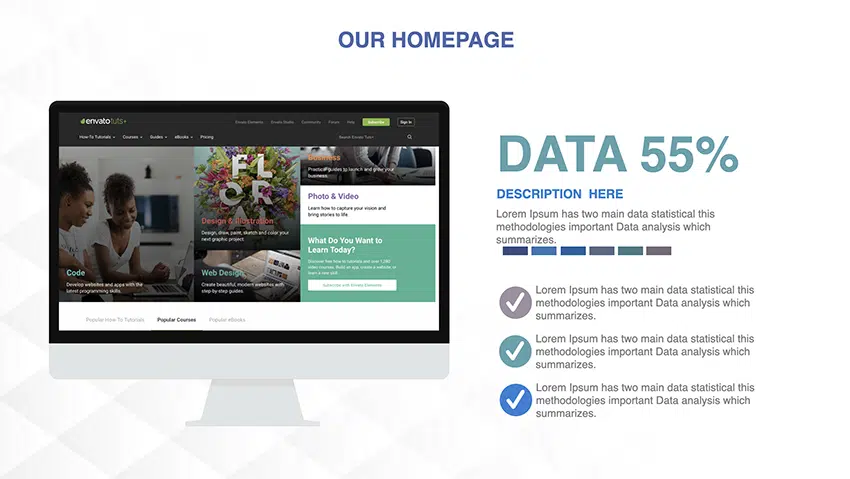 OUR HOMEPAGE
envatotuts+
Envato Elements Envato Studio Community Forum Help Subscribe Sign In
How-To Tutorials Courses Guides eBooks Pricing Search Envato Tuts+
Business
Practical guides to launch and grow your
business.
FL
OR
Photo & Video
Learn how to capture your vision and
bring stories to life.
Design & Illustration
Design, draw, paint, sketch and color your
next graphic project.
What Do You Want to
Learn Today?
Discover free how-to tutorials and over 1,280
video courses. Build an app, create a website, or
learn a new skill.
Subscribe with Envato Elements
Code
Develop websites and apps with the
latest programming skills.
Web Design
Create beautiful, modern websites with
step-by-step guides.
Popular How-To Tutorials Popular Courses Popular eBooks
DATA 55%
DESCRIPTION HERE
Lorem Ipsum has two main data statistical this
methodologies important Data analysis which
summarizes.
Lorem Ipsum has two main data statistical this
methodologies important Data analysis which
summarizes.
Lorem Ipsum has two main data statistical this
methodologies important Data analysis which
summarizes.
Lorem Ipsum has two main data statistical this
methodologies important Data analysis which
summarizes.